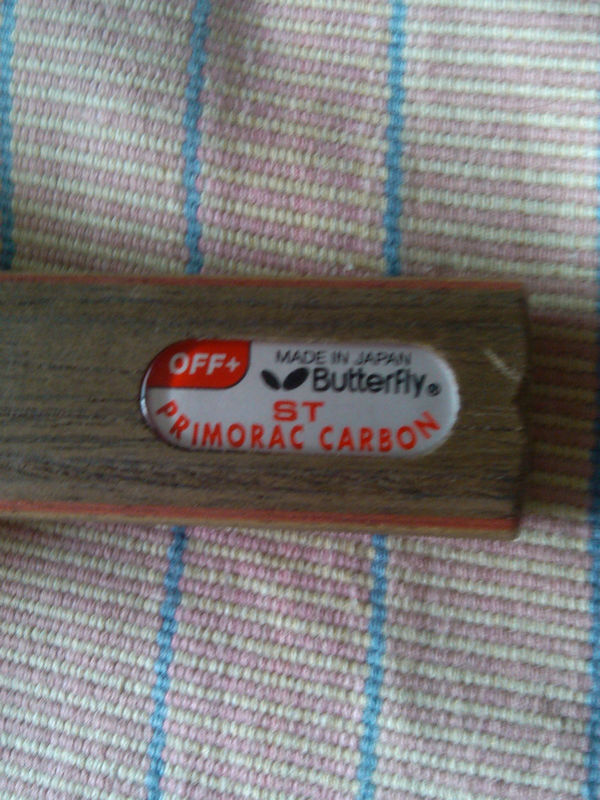 OFF+
MADE IN JAPAN
ButterFly®
ST
PRIMORAC CARBON